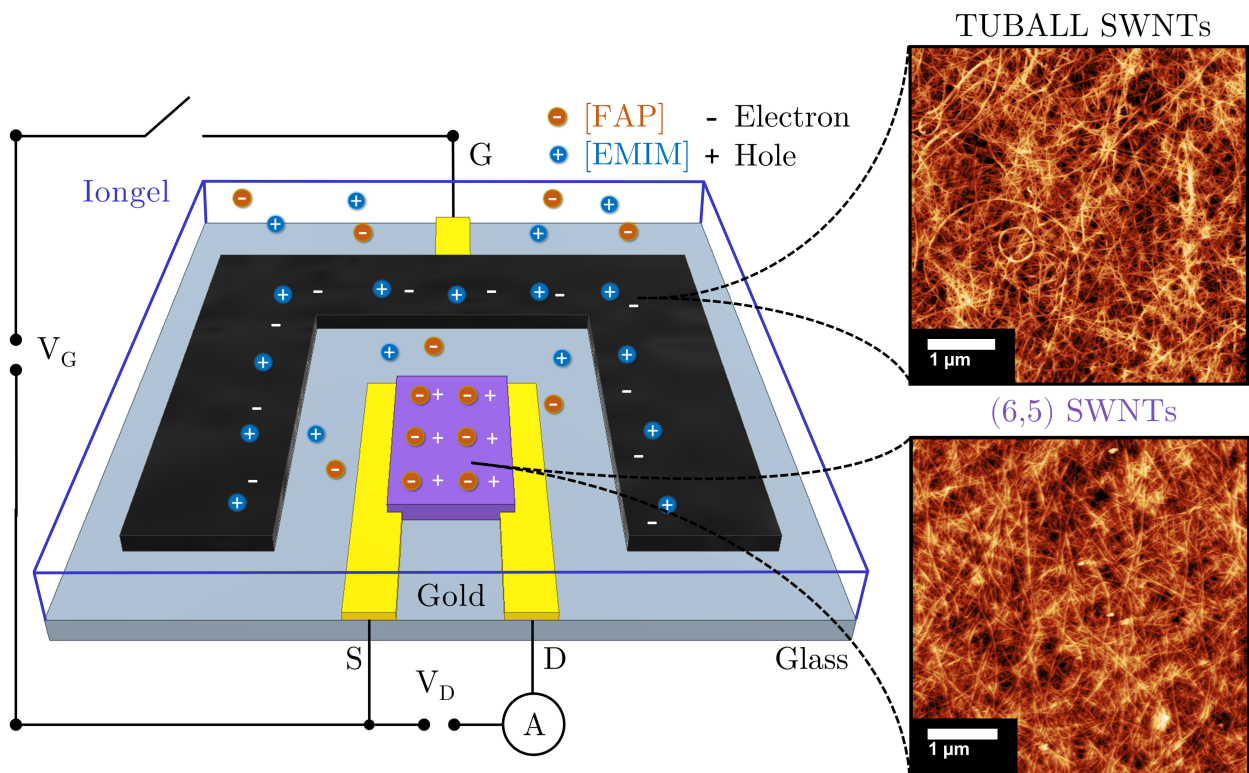 TUBALL SWNTs
[FAP] - Electron
[EMIM] + Hole
G
Iongel
V_G
1 µm
(6,5) SWNTs
Gold
S
D
Glass
V_D
A
1 µm